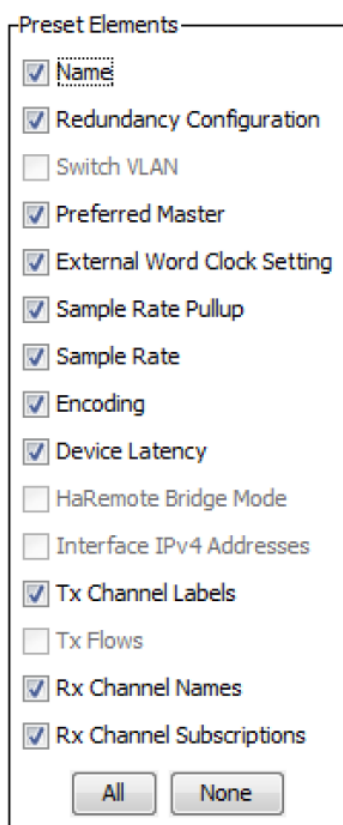 Preset Elements
Name
Redundancy Configuration
Switch VLAN
Preferred Master
External Word Clock Setting
Sample Rate Pullup
Sample Rate
Encoding
Device Latency
HaRemote Bridge Mode
Interface IPv4 Addresses
Tx Channel Labels
Tx Flows
Rx Channel Names
Rx Channel Subscriptions
All None